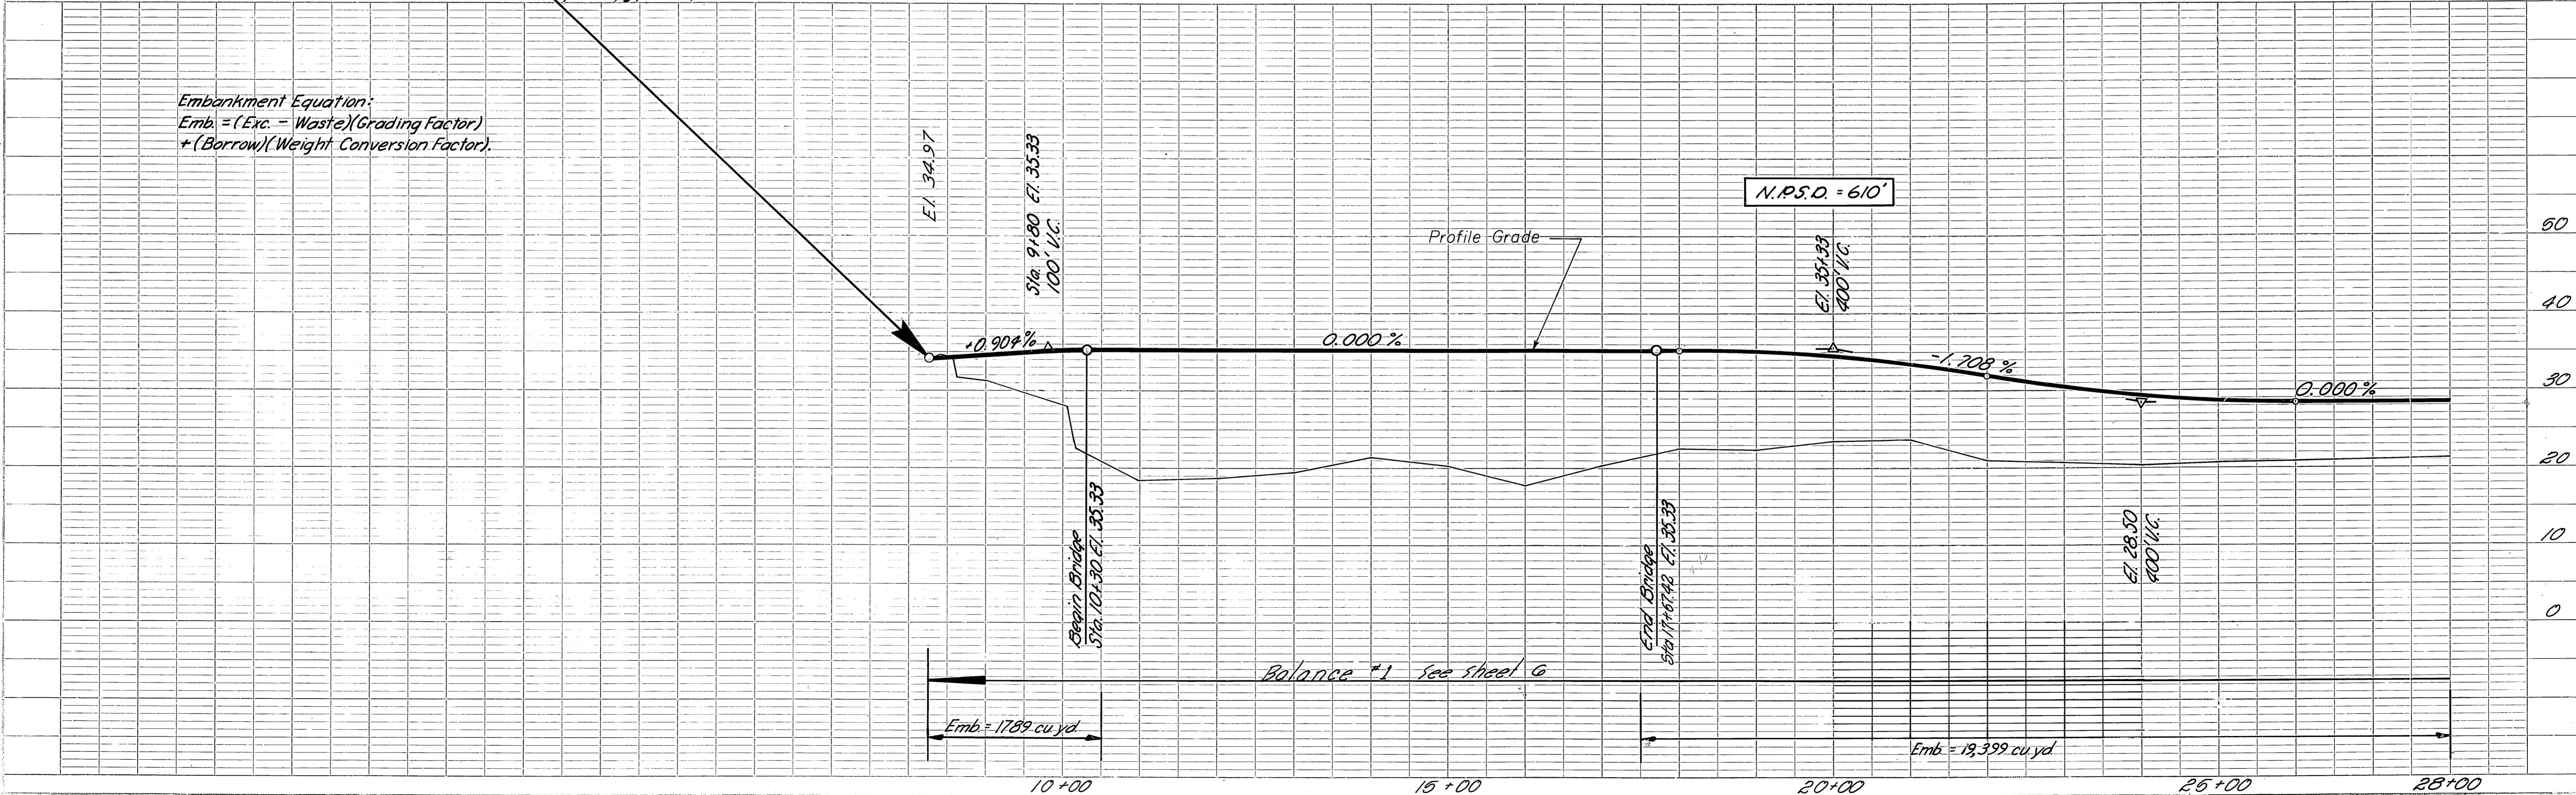 Embankment Equation:
Emb. = (Exc. - Waste)(Grading Factor)
+ (Borrow)(Weight Conversion Factor).
El. 34.97
Sta. 9+80 El. 35.33
100' V.C.
N.P.S.D. = 610'
Profile Grade
El. 35+33
400' V.C.
+0.904%
0.000%
-1.708%
0.000%
50
40
30
20
10
0
Begin Bridge
Sta. 10+30 El. 35.33
End Bridge
Sta 17+67.42 El. 35.33
El. 28.50
400' V.C.
Balance #1 See Sheet 6
Emb. = 1789 cu yd.
Emb. = 19,399 cu yd
10+00
15+00
20+00
25+00
28+00